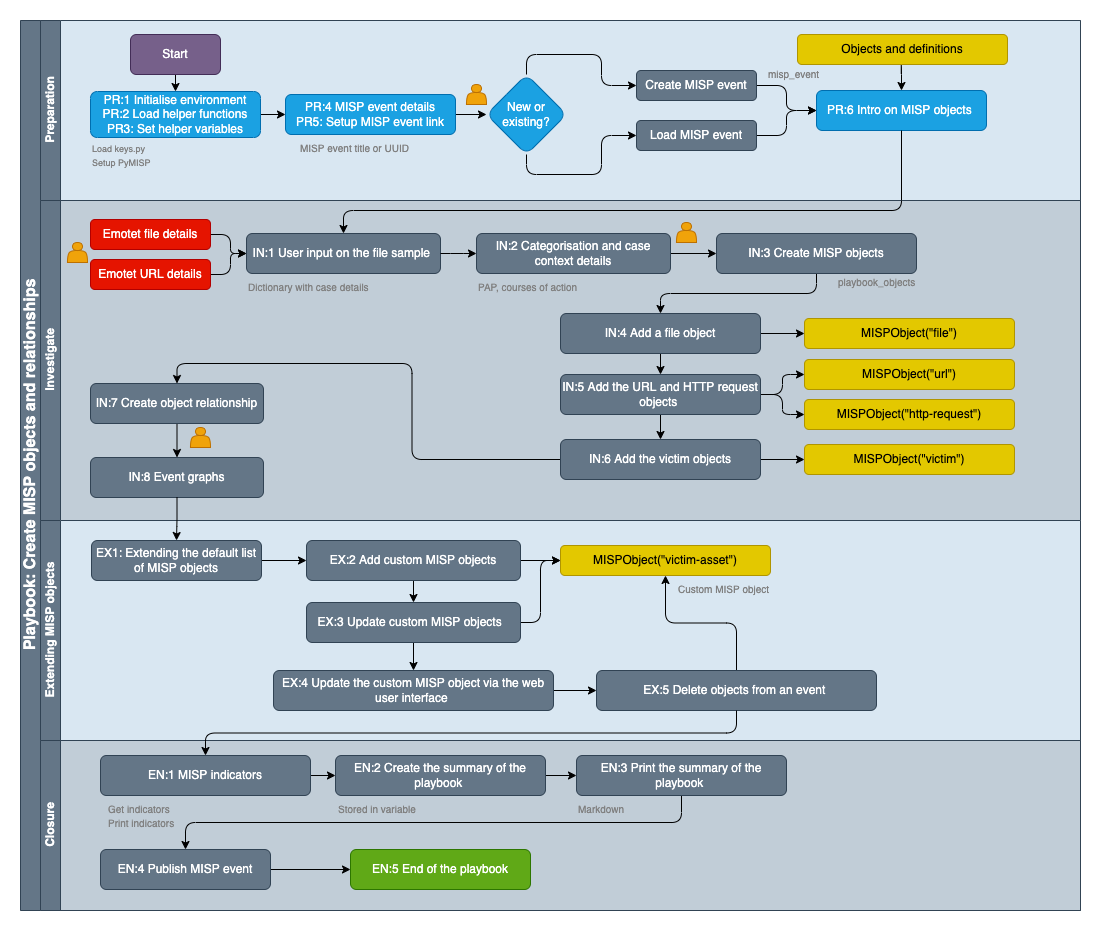 Playbook: Create MISP objects and relationships
Preparation
Start
Objects and definitions
PR:1 Initialise environment
PR:2 Load helper functions
PR3: Set helper variables
Load keys.py
Setup PyMISP
PR:4 MISP event details
PR5: Setup MISP event link
MISP event title or UUID
New or
existing?
Create MISP event
misp_event
Load MISP event
PR:6 Intro on MISP objects
Investigate
Emotet file details
Emotet URL details
IN:1 User input on the file sample
Dictionary with case details
IN:2 Categorisation and case
context details
PAP, courses of action
IN:3 Create MISP objects
playbook_objects
IN:4 Add a file object
MISPObject("file")
IN:5 Add the URL and HTTP request
objects
MISPObject("url")
MISPObject("http-request")
IN:6 Add the victim objects
MISPObject("victim")
IN:7 Create object relationship
IN:8 Event graphs
Extending MISP objects
EX1: Extending the default list
of MISP objects
EX:2 Add custom MISP objects
MISPObject("victim-asset")
Custom MISP object
EX:3 Update custom MISP objects
EX:4 Update the custom MISP object via the web
user interface
EX:5 Delete objects from an event
Closure
EN:1 MISP indicators
Get indicators
Print indicators
EN:2 Create the summary of the
playbook
Stored in variable
EN:3 Print the summary of the
playbook
Markdown
EN:4 Publish MISP event
EN:5 End of the playbook